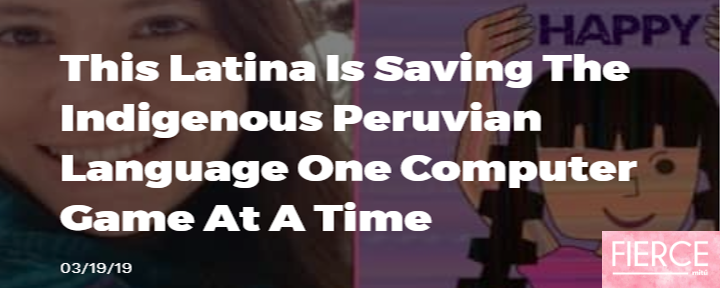 HAPPY
This Latina Is Saving The
Indigenous Peruvian
Language One Computer
Game At A Time
03/19/19
FIERCE
mitú